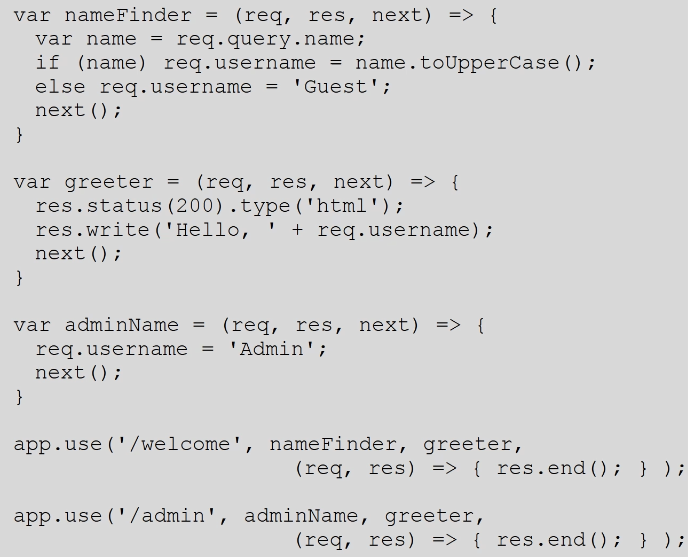 var nameFinder = (req, res, next) => {
  var name = req.query.name;
  if (name) req.username = name.toUpperCase();
  else req.username = 'Guest';
  next();
}

var greeter = (req, res, next) => {
  res.status(200).type('html');
  res.write('Hello, ' + req.username);
  next();
}

var adminName = (req, res, next) => {
  req.username = 'Admin';
  next();
}

app.use('/welcome', nameFinder, greeter,
                      (req, res) => { res.end(); } );

app.use('/admin', adminName, greeter,
                      (req, res) => { res.end(); } );